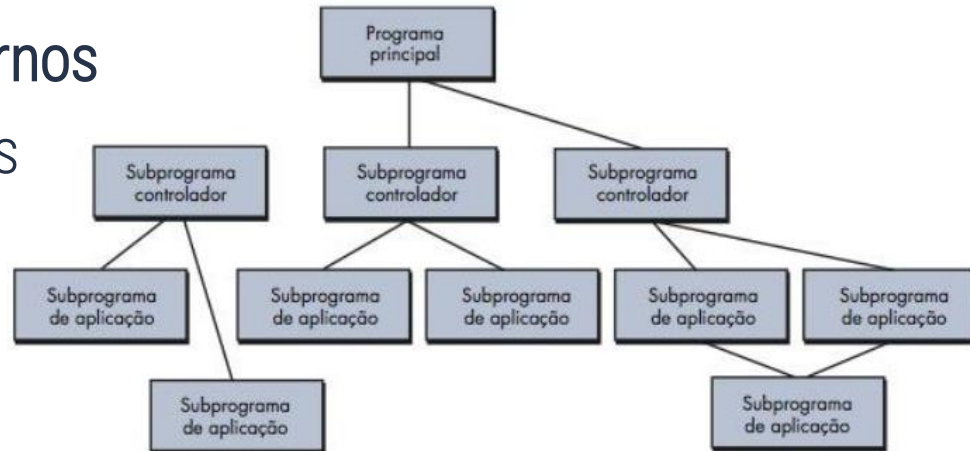 rnos
s
Programa
principal
Subprograma
controlador
Subprograma
controlador
Subprograma
controlador
Subprograma
de aplicação
Subprograma
de aplicação
Subprograma
de aplicação
Subprograma
de aplicação
Subprograma
de aplicação
Subprograma
de aplicação
Subprograma
de aplicação